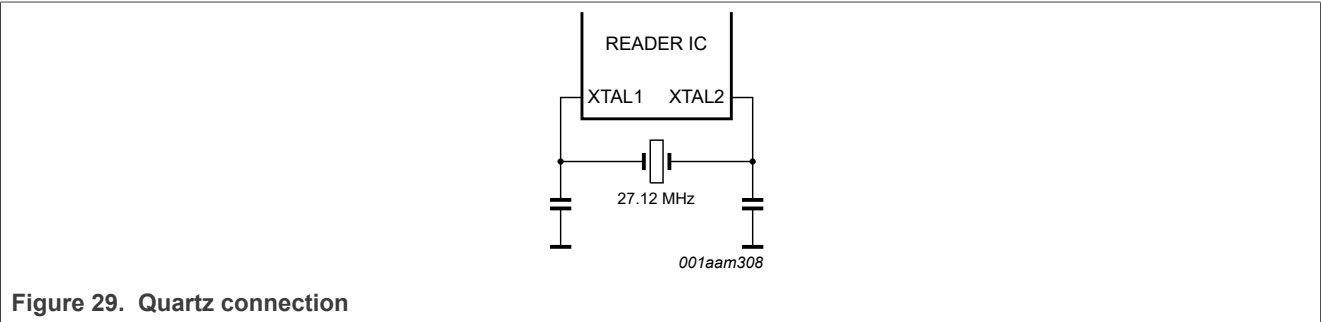 READER IC
XTAL1 XTAL2
27.12 MHz
001aam308
Figure 29. Quartz connection